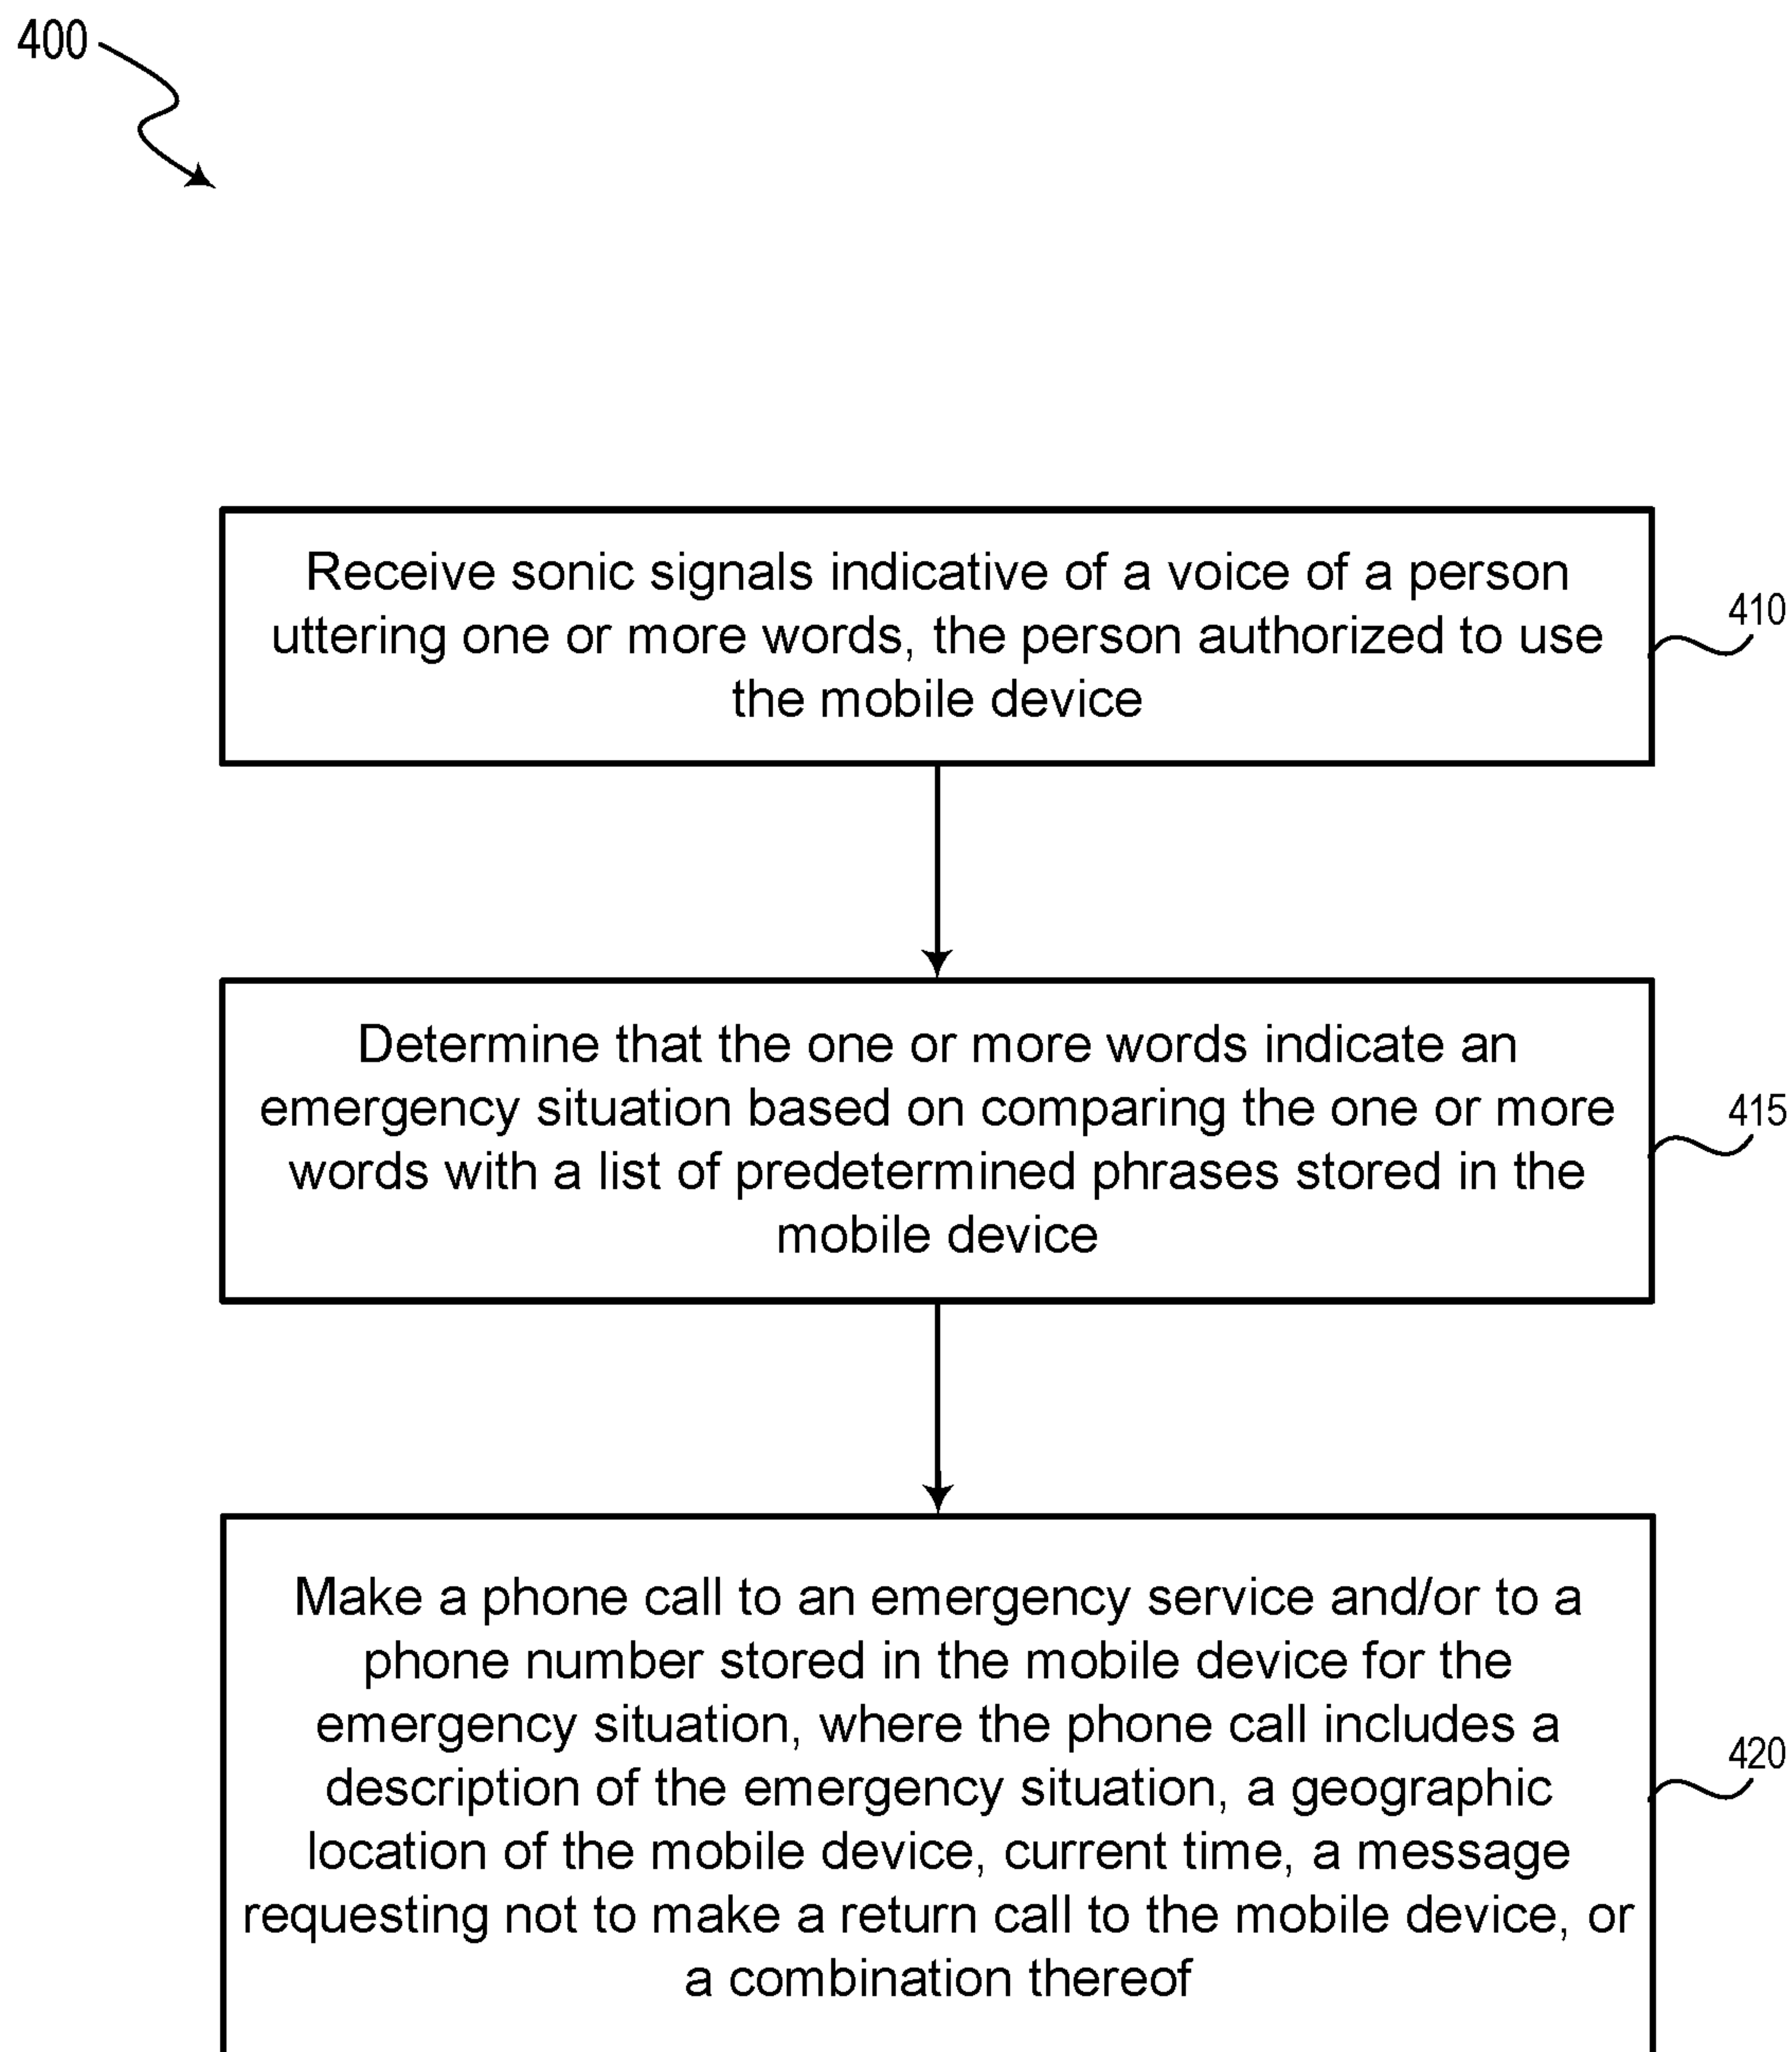 400
Receive sonic signals indicative of a voice of a person
uttering one or more words, the person authorized to use
the mobile device
410
Determine that the one or more words indicate an
emergency situation based on comparing the one or more
words with a list of predetermined phrases stored in the
mobile device
415
Make a phone call to an emergency service and/or to a
phone number stored in the mobile device for the
emergency situation, where the phone call includes a
description of the emergency situation, a geographic
location of the mobile device, current time, a message
requesting not to make a return call to the mobile device, or
a combination thereof
420